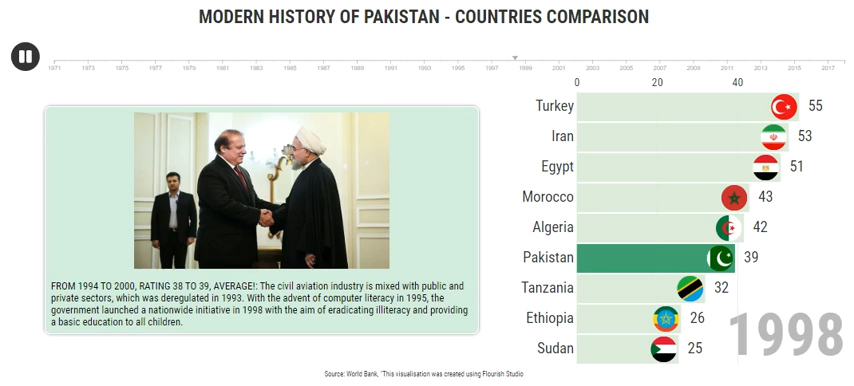 MODERN HISTORY OF PAKISTAN - COUNTRIES COMPARISON
1971 1973 1975 1977 1979 1981 1983 1985 1987 1989 1991 1993 1995 1997 1999 2001 2003 2005 2007 2009 2011 2013 2015 2017
0 20 40
Turkey 55
Iran 53
Egypt 51
Morocco 43
Algeria 42
Pakistan 39
Tanzania 32
Ethiopia 26
Sudan 25
1998
FROM 1994 TO 2000, RATING 38 TO 39, AVERAGE!: The civil aviation industry is mixed with public and
private sectors, which was deregulated in 1993. With the advent of computer literacy in 1995, the
government launched a nationwide initiative in 1998 with the aim of eradicating illiteracy and providing
a basic education to all children.
Source: World Bank, "This visualisation was created using Flourish Studio